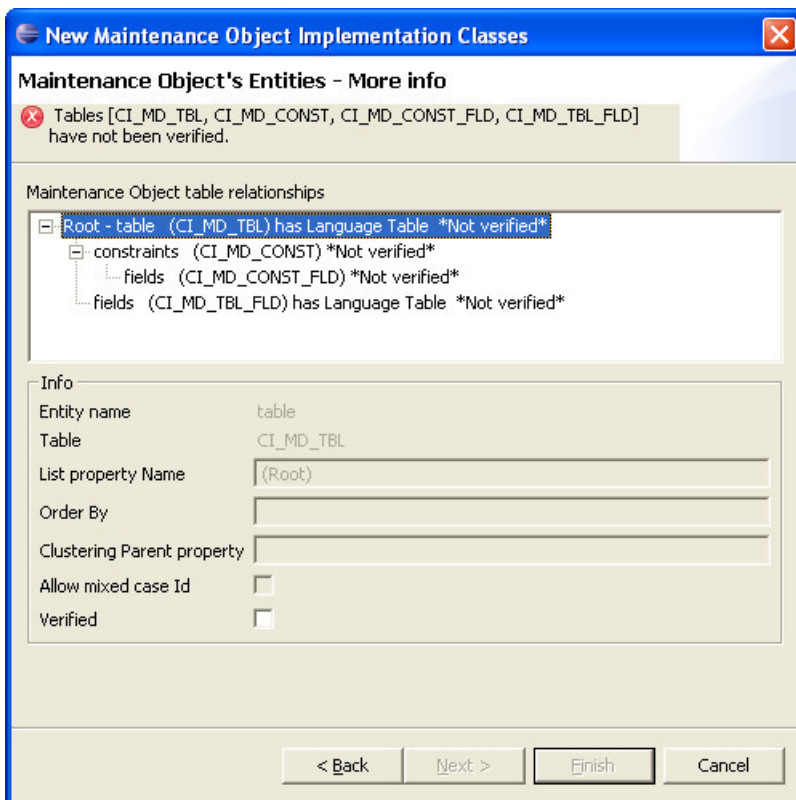 New Maintenance Object Implementation Classes
Maintenance Object's Entities - More info
Tables [CI_MD_TBL, CI_MD_CONST, CI_MD_CONST_FLD, CI_MD_TBL_FLD]
have not been verified.
Maintenance Object table relationships
Root - table (CI_MD_TBL) has Language Table *Not verified*
constraints (CI_MD_CONST) *Not verified*
fields (CI_MD_CONST_FLD) *Not verified*
fields (CI_MD_TBL_FLD) has Language Table *Not verified*
Info
Entity name table
Table CI_MD_TBL
List property Name (Root)
Order By
Clustering Parent property
Allow mixed case Id
Verified
< Back Next > Finish Cancel